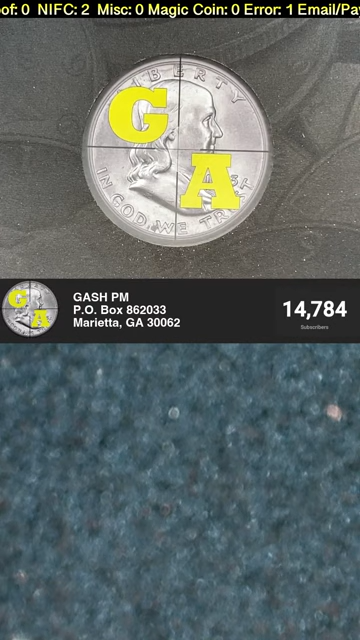 of: 0 NIFC: 2 Misc: 0 Magic Coin: 0 Error: 1 Email/Pa
LIBERTY
G
A
IN GOD WE TRUST
GASH PM
P.O. Box 862033
Marietta, GA 30062
14,784
Subscribers
G
A